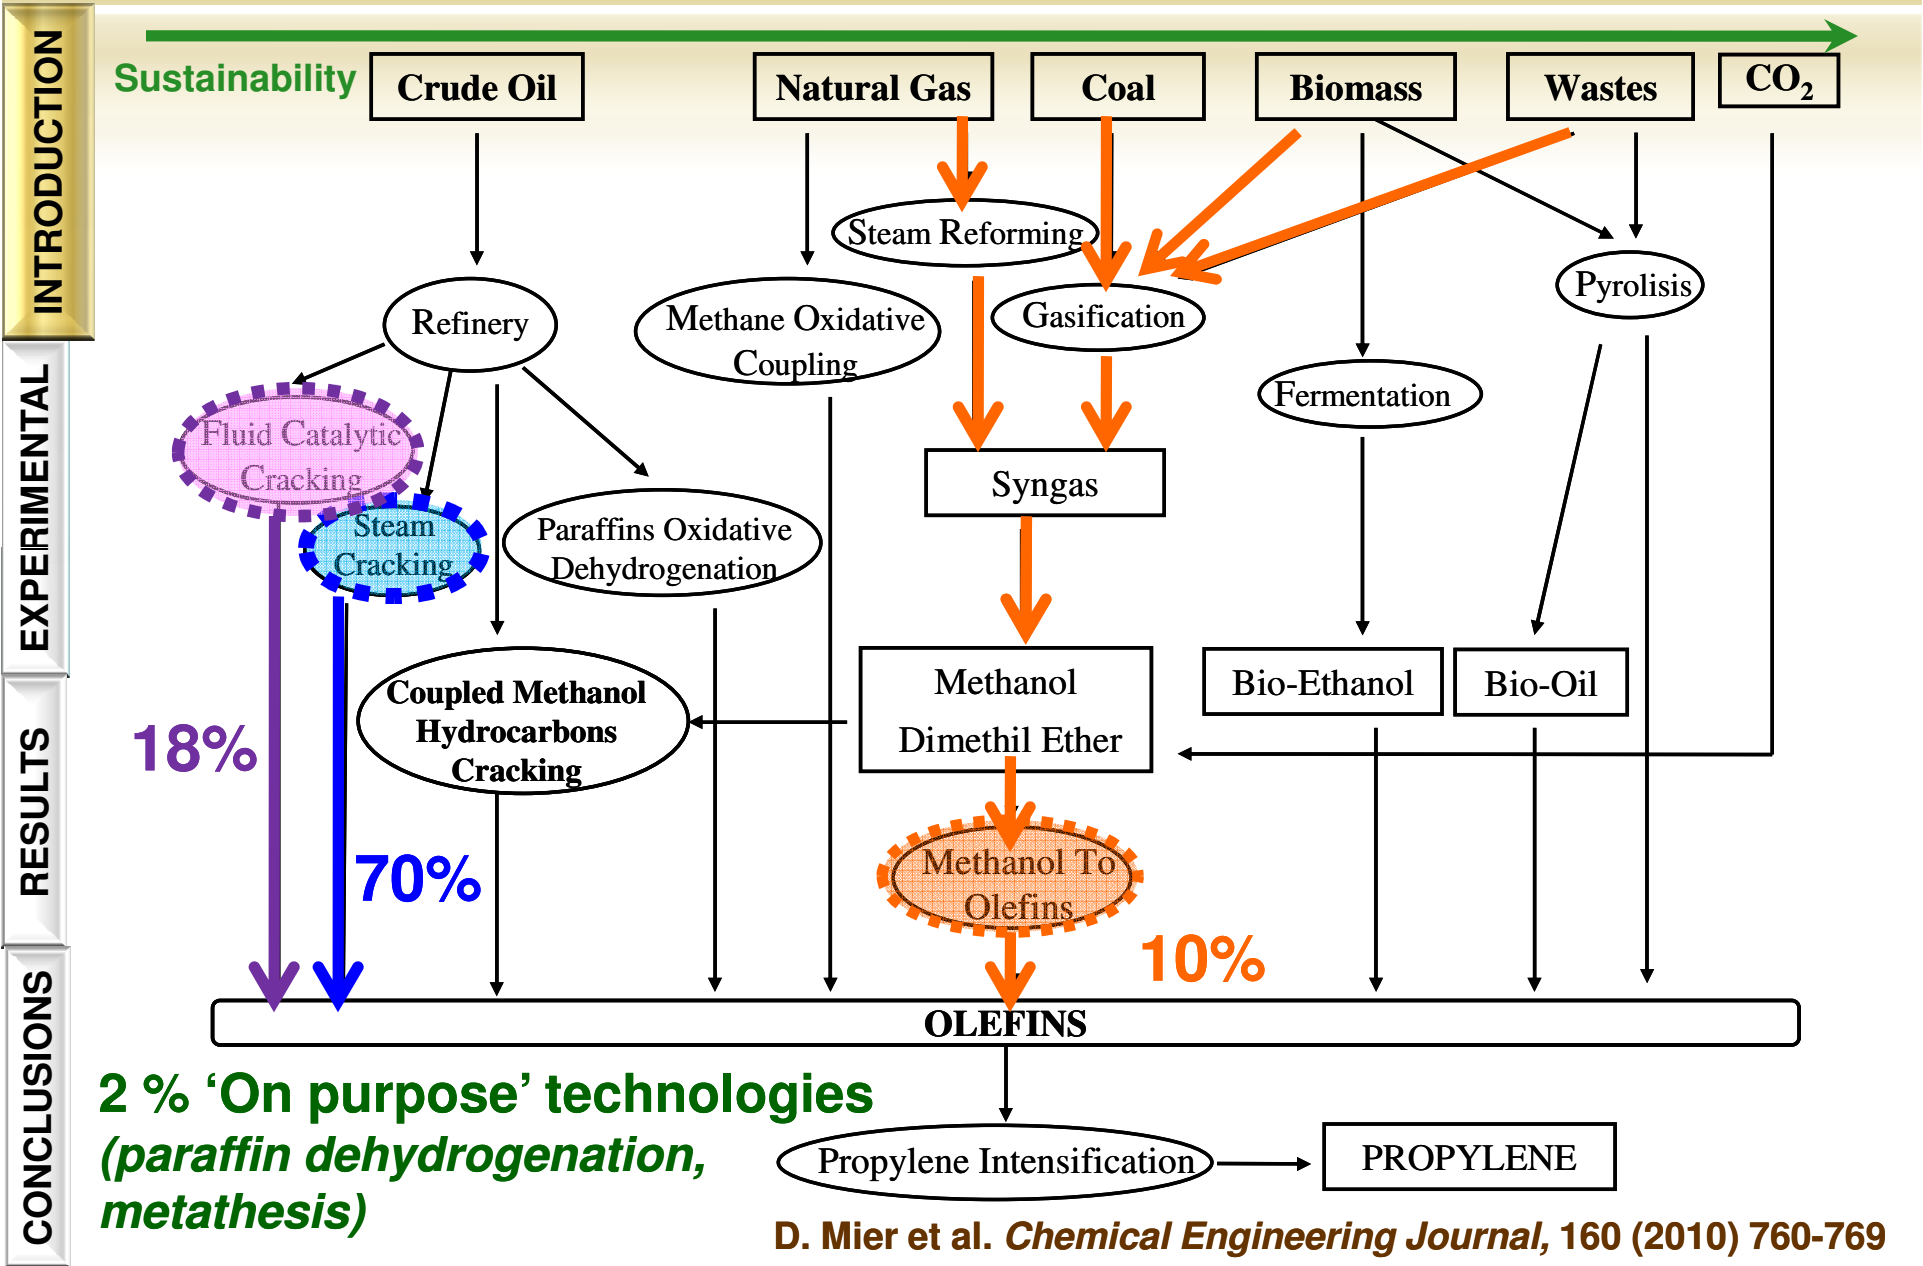 INTRODUCTION
EXPERIMENTAL
RESULTS
CONCLUSIONS
Sustainability
Crude Oil
Natural Gas
Coal
Biomass
Wastes
CO₂
Steam Reforming
Refinery
Methane Oxidative
Coupling
Gasification
Pyrolisis
Fermentation
Fluid Catalytic
Cracking
Steam
Cracking
Paraffins Oxidative
Dehydrogenation
Syngas
Coupled Methanol
Hydrocarbons
Cracking
Methanol
Dimethil Ether
Bio-Ethanol
Bio-Oil
18%
70%
Methanol To
Olefins
10%
OLEFINS
2 % ‘On purpose’ technologies
(paraffin dehydrogenation,
metathesis)
Propylene Intensification
PROPYLENE
D. Mier et al. Chemical Engineering Journal, 160 (2010) 760-769